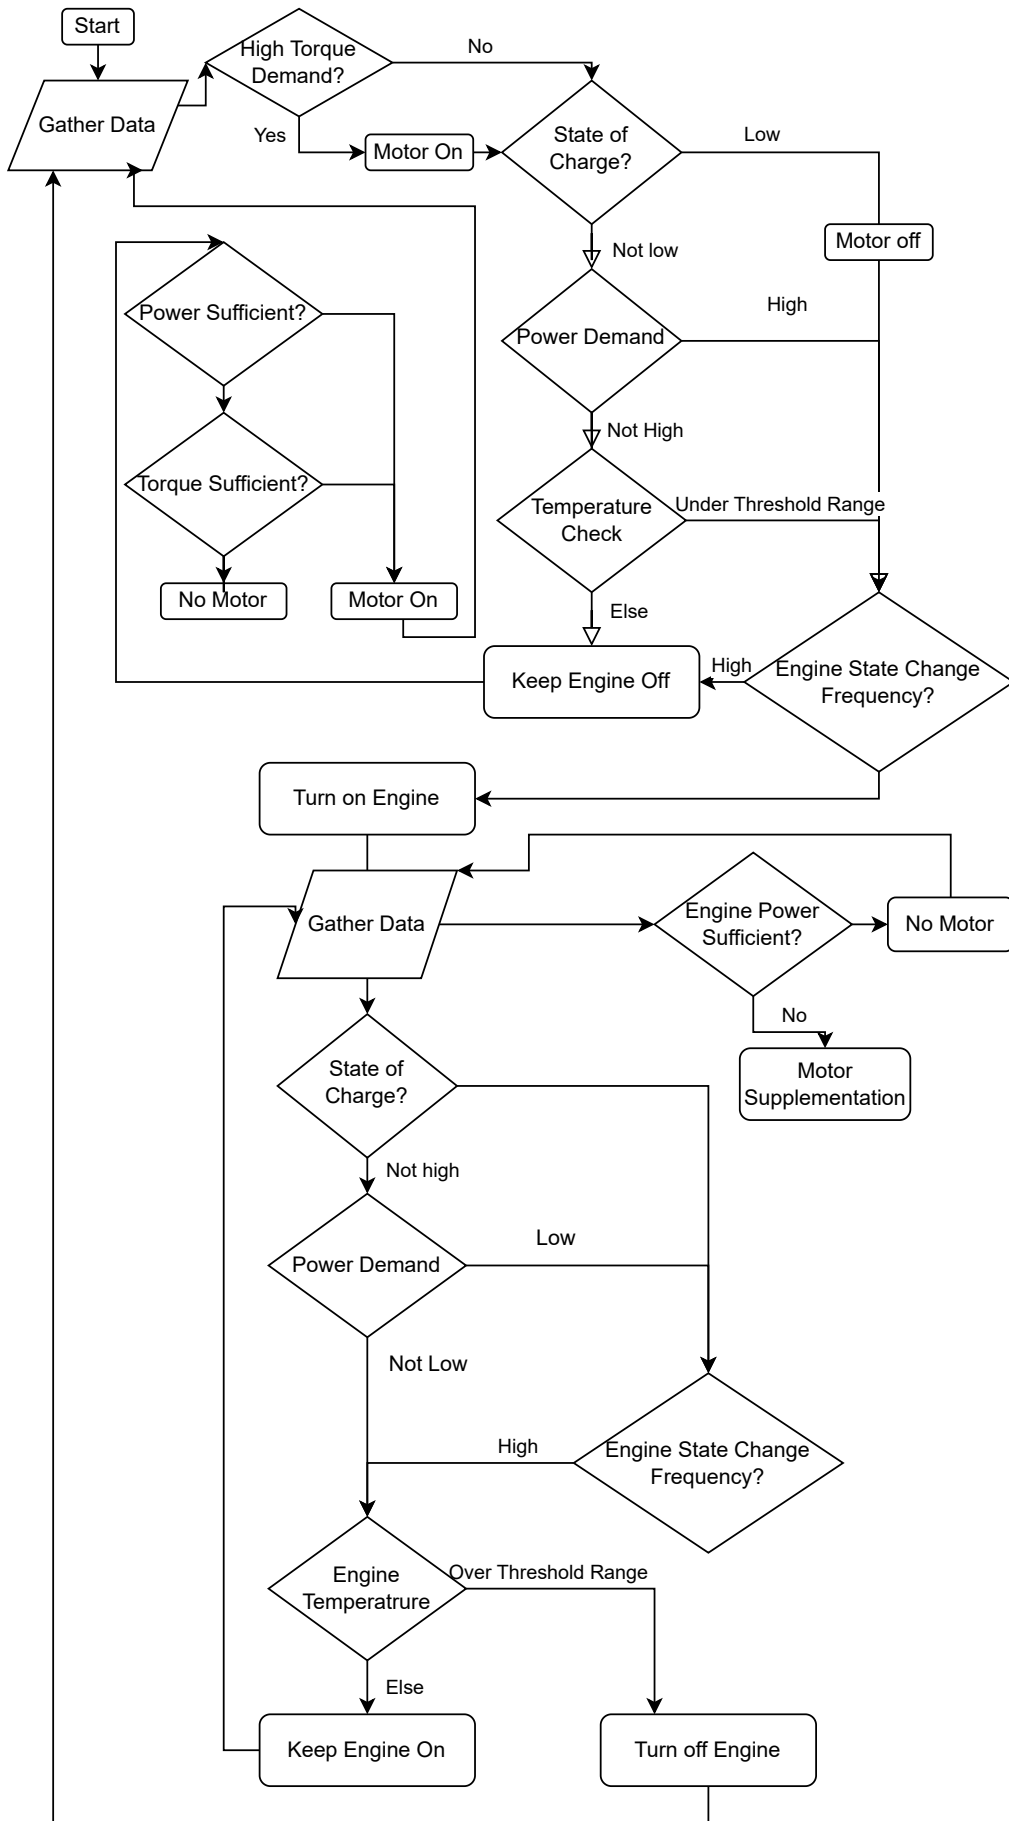 Start
High Torque
Demand?
No
Gather Data
Yes
Motor On
State of
Charge?
Low
Motor off
Not low
Power Sufficient?
High
Power Demand
Not High
Torque Sufficient?
Temperature
Check
Under Threshold Range
No Motor
Motor On
Else
Keep Engine Off
High
Engine State Change
Frequency?
Turn on Engine
Gather Data
Engine Power
Sufficient?
No Motor
No
Motor
Supplementation
State of
Charge?
Not high
Low
Power Demand
Not Low
High
Engine State Change
Frequency?
Engine
Temperatrure
Over Threshold Range
Else
Keep Engine On
Turn off Engine